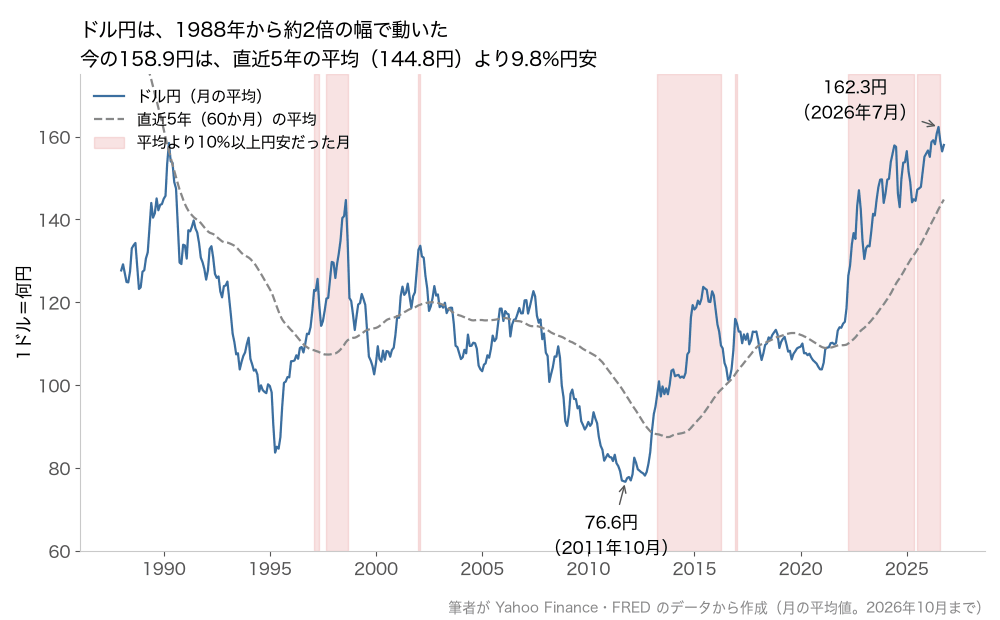 ドル円は、1988年から約2倍の幅で動いた
今の158.9円は、直近5年の平均（144.8円）より9.8%円安
ドル円（月の平均）
直近5年（60か月）の平均
平均より10%以上円安だった月
162.3円
（2026年7月）
76.6円
（2011年10月）
1ドル＝何円
160
140
120
100
80
60
1990
1995
2000
2005
2010
2015
2020
2025
筆者が Yahoo Finance・FRED のデータから作成（月の平均値。2026年10月まで）